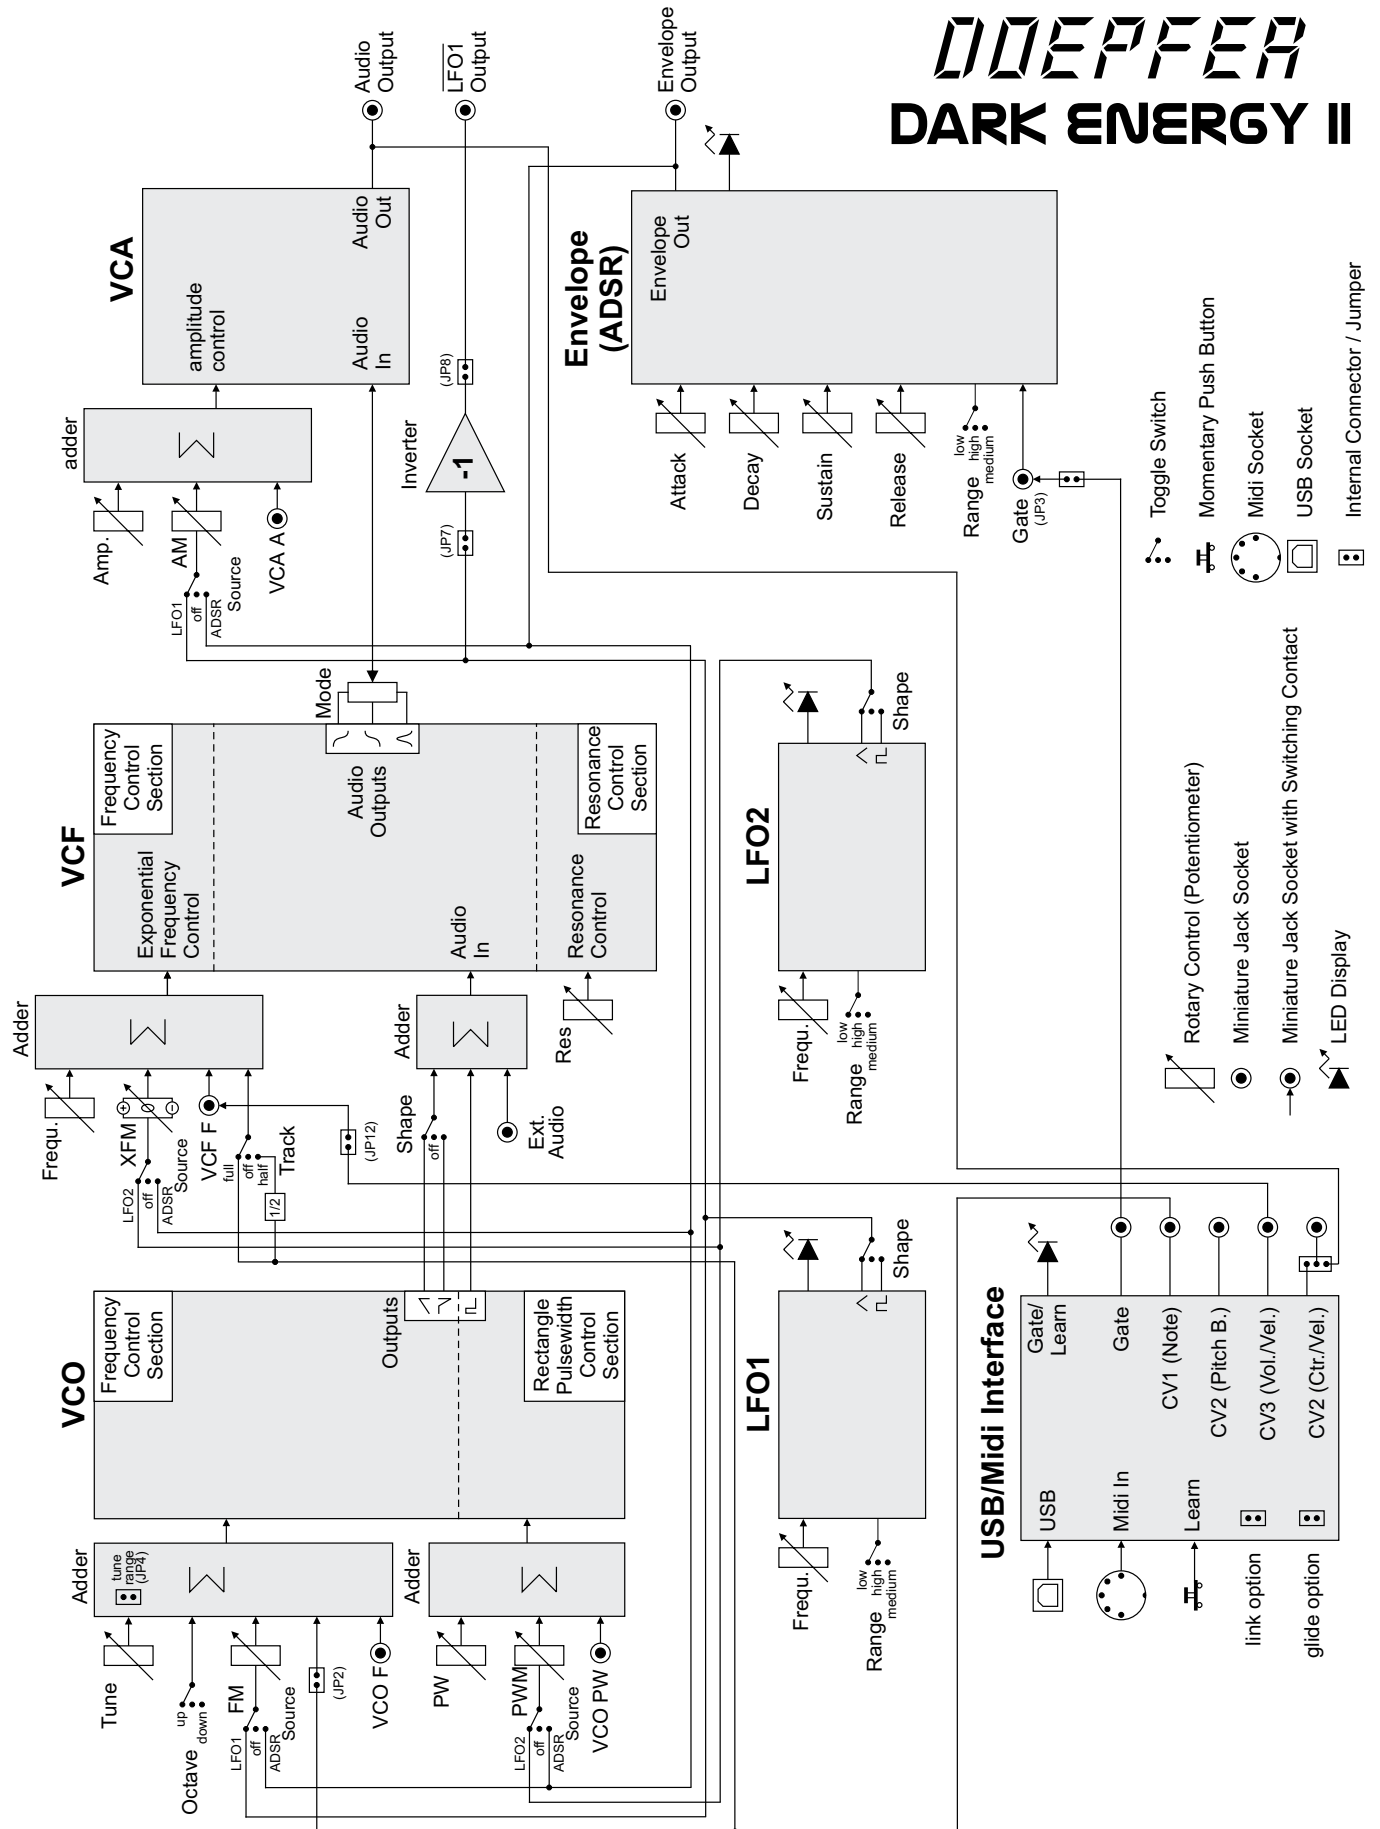 DOEPFER
DARK ENERGY II
VCO
Frequency
Control
Section
Outputs
Rectangle
Pulsewidth
Control
Section
Adder
tune
range
(JP4)
Tune
Octave
up
down
FM
LFO1
off
ADSR
Source
(JP2)
VCO F
Adder
PW
PWM
LFO2
off
ADSR
Source
VCO PW
VCF
Frequency
Control
Section
Exponential
Frequency
Control
Audio
Outputs
Mode
Audio
In
Resonance
Control
Resonance
Control
Section
Adder
Frequ.
XFM
LFO2
off
ADSR
Source
VCF F
full
off
half
Track
1/2
(JP12)
Adder
Shape
off
Ext.
Audio
Res
VCA
amplitude
control
Audio
In
Audio
Out
adder
Amp.
AM
LFO1
off
ADSR
Source
VCA A
Audio
Output
Inverter
-1
(JP7)
(JP8)
LFO1
Output
Envelope
Output
Envelope
(ADSR)
Envelope
Out
Attack
Decay
Sustain
Release
Range
low
high
medium
Gate
(JP3)
LFO1
Frequ.
Range
low
high
medium
Shape
LFO2
Frequ.
Range
low
high
medium
Shape
USB/Midi Interface
USB
Midi In
Learn
link option
glide option
Gate/
Learn
Gate
CV1 (Note)
CV2 (Pitch B.)
CV3 (Vol./Vel.)
CV2 (Ctr./Vel.)
Rotary Control (Potentiometer)
Miniature Jack Socket
Miniature Jack Socket with Switching Contact
LED Display
Toggle Switch
Momentary Push Button
Midi Socket
USB Socket
Internal Connector / Jumper